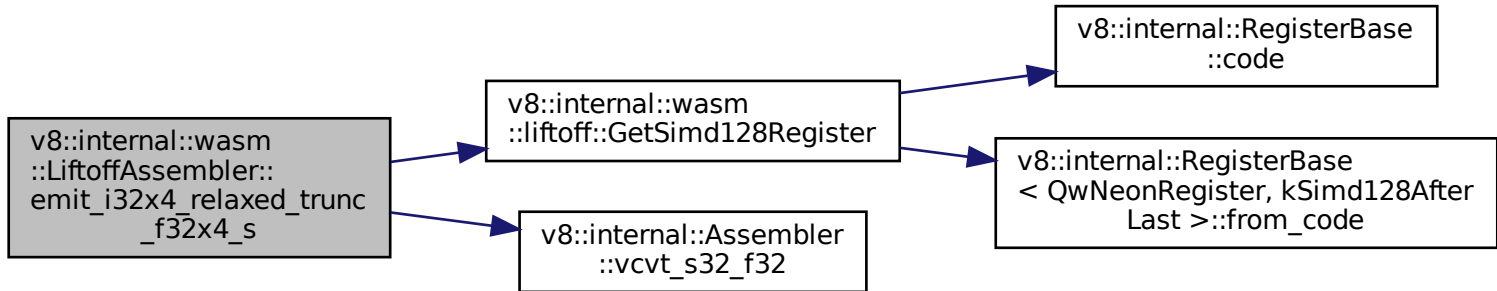 v8::internal::wasm
::LiftoffAssembler::
emit_i32x4_relaxed_trunc
_f32x4_s
v8::internal::wasm
::liftoff::GetSimd128Register
v8::internal::Assembler
::vcvt_s32_f32
v8::internal::RegisterBase
::code
v8::internal::RegisterBase
< QwNeonRegister, kSimd128After
Last >::from_code